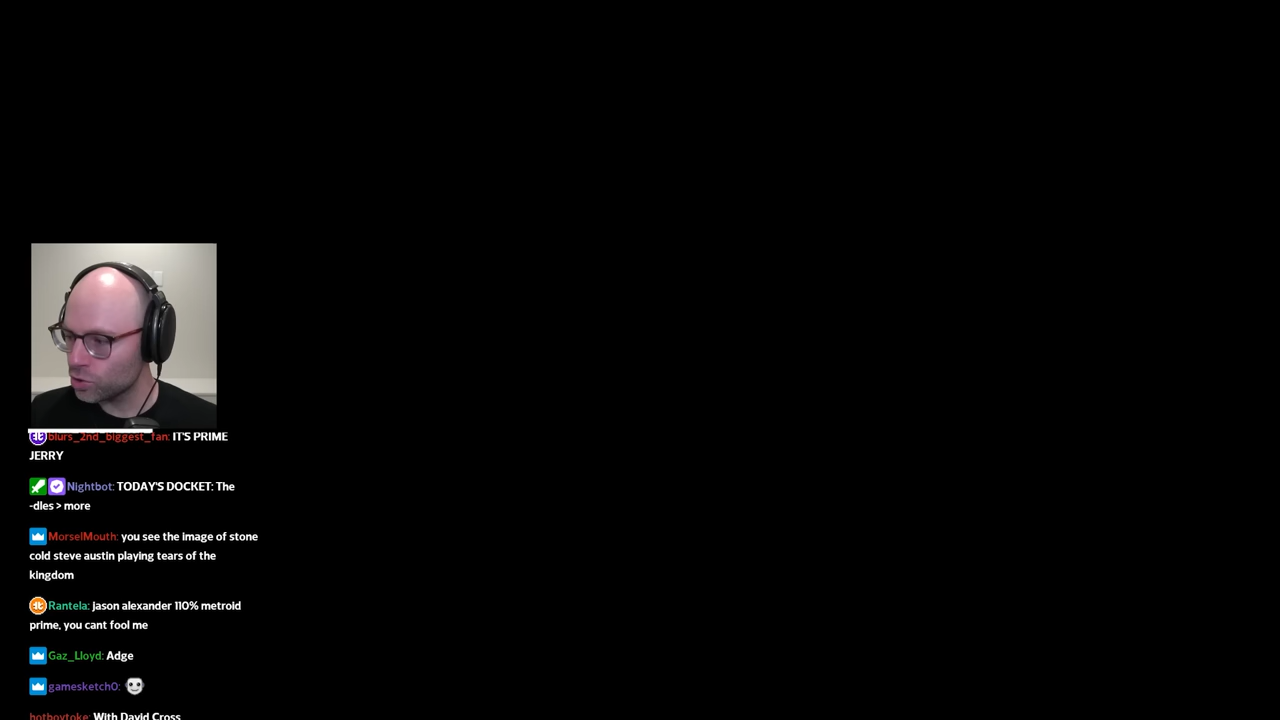 blurs_2nd_biggest_fan: IT'S PRIME
JERRY
Nightbot: TODAY'S DOCKET: The
-dles > more
MorselMouth: you see the image of stone
cold steve austin playing tears of the
kingdom
Rantela: jason alexander 110% metroid
prime, you cant fool me
Gaz_Lloyd: Adge
gamesketch0:
hotboytoke: With David Cross